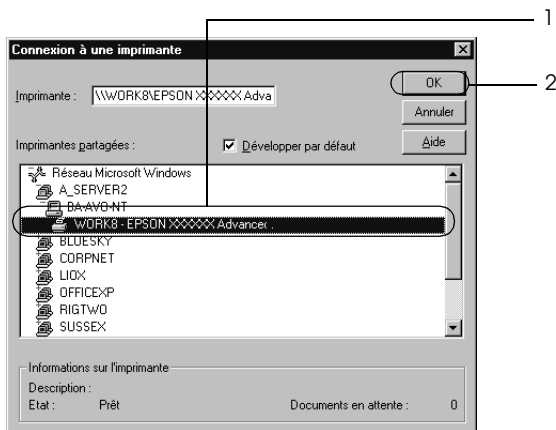 1
Connexion à une imprimante
Imprimante : \\WORK8\EPSON XXXXXX Adva
OK
2
Annuler
Imprimantes partagées :
Développer par défaut
Aide
Réseau Microsoft Windows
A_SERVER2
DA-AVO-NT
WORK8 - EPSON XXXXXX Advancec .
BLUESKY
CORPNET
LIOX
OFFICEXP
RIGTWO
SUSSEX
Informations sur l'imprimante
Description :
Etat : Prêt Documents en attente : 0